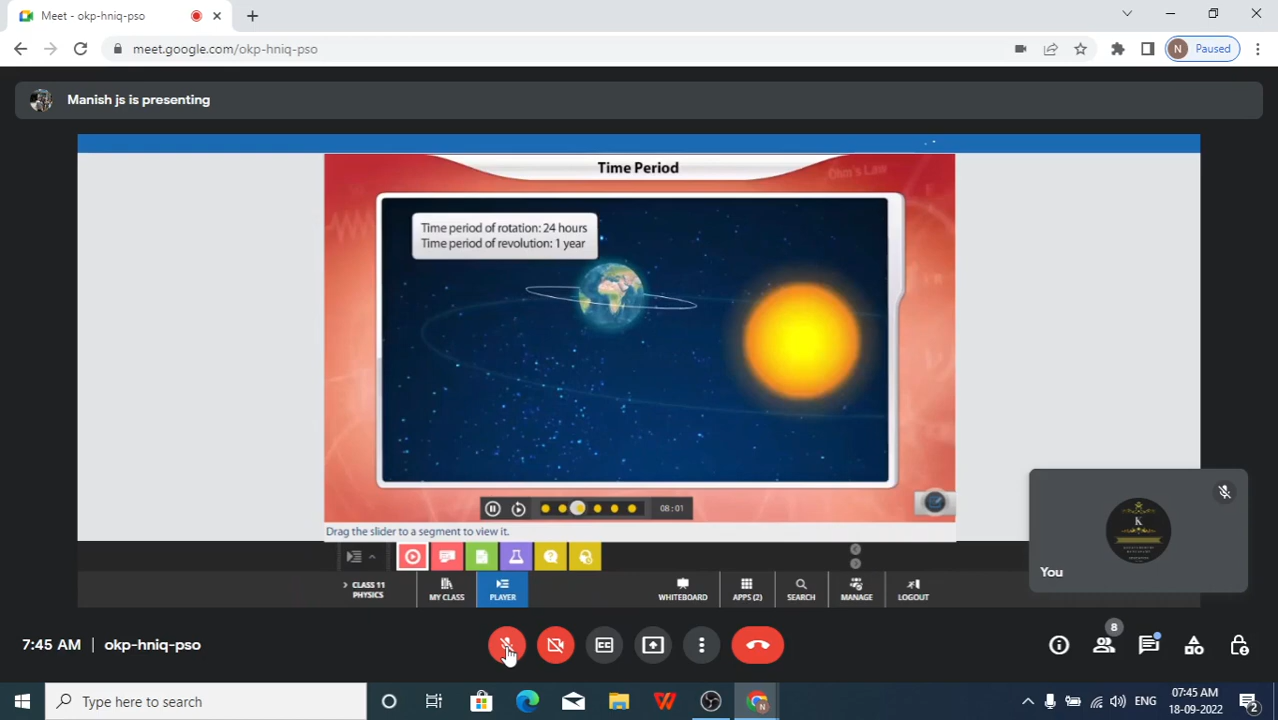 Meet - okp-hniq-pso
meet.google.com/okp-hniq-pso
N Paused
Manish js is presenting
Time Period
Ohm's Law
Time period of rotation: 24 hours
Time period of revolution: 1 year
08:01
Drag the slider to a segment to view it.
CLASS 11
PHYSICS
MY CLASS
PLAYER
WHITEBOARD
APPS (2)
SEARCH
MANAGE
LOGOUT
K
You
7:45 AM | okp-hniq-pso
CC
8
Type here to search
N
ENG
07:45 AM
18-09-2022
2